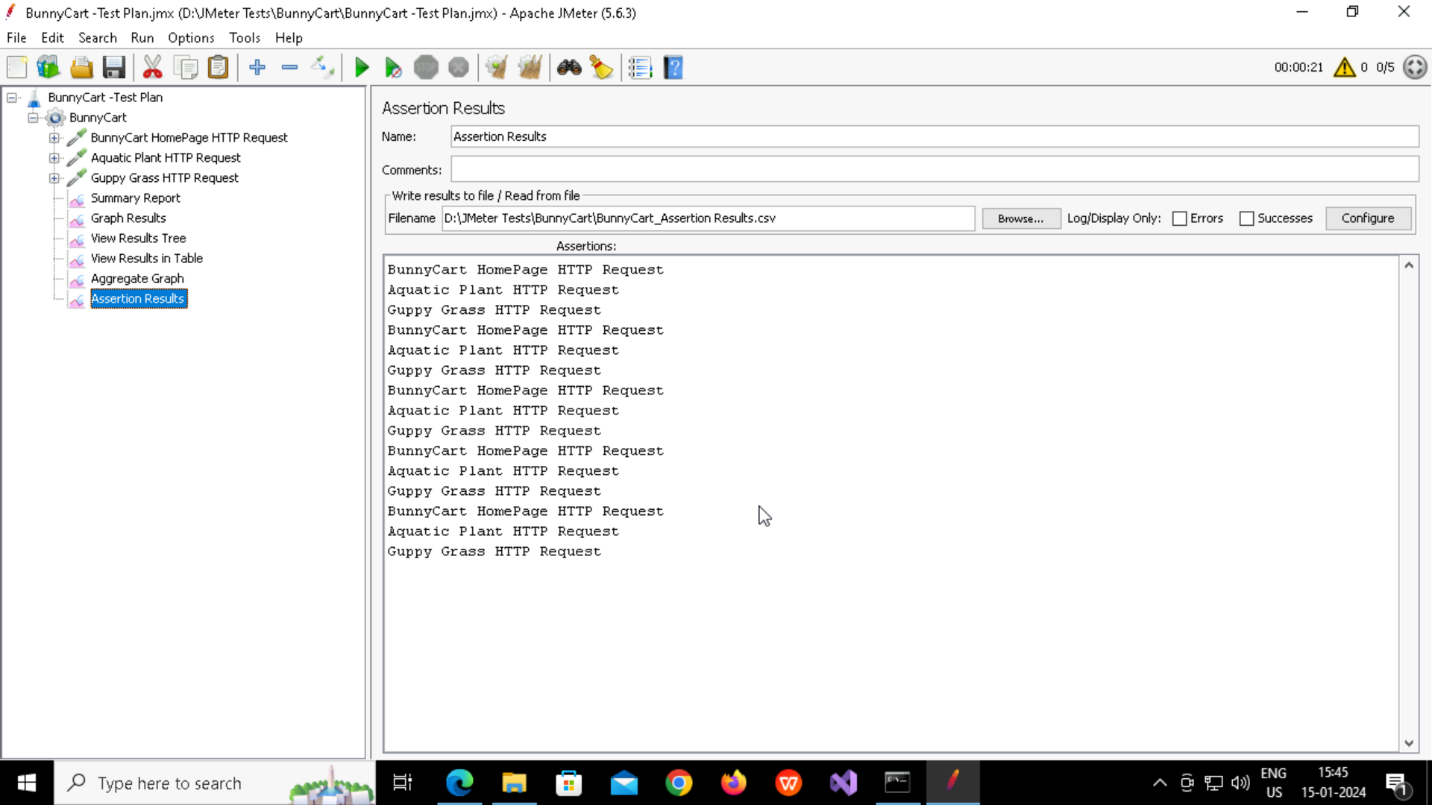 BunnyCart -Test Plan.jmx (D:\JMeter Tests\BunnyCart\BunnyCart -Test Plan.jmx) - Apache JMeter (5.6.3)
File Edit Search Run Options Tools Help
00:00:21 0 0/5
BunnyCart -Test Plan
BunnyCart
BunnyCart HomePage HTTP Request
Aquatic Plant HTTP Request
Guppy Grass HTTP Request
Summary Report
Graph Results
View Results Tree
View Results in Table
Aggregate Graph
Assertion Results
Assertion Results
Name: Assertion Results
Comments:
Write results to file / Read from file
Filename D:\JMeter Tests\BunnyCart\BunnyCart_Assertion Results.csv Browse... Log/Display Only: Errors Successes Configure
Assertions:
BunnyCart HomePage HTTP Request
Aquatic Plant HTTP Request
Guppy Grass HTTP Request
BunnyCart HomePage HTTP Request
Aquatic Plant HTTP Request
Guppy Grass HTTP Request
BunnyCart HomePage HTTP Request
Aquatic Plant HTTP Request
Guppy Grass HTTP Request
BunnyCart HomePage HTTP Request
Aquatic Plant HTTP Request
Guppy Grass HTTP Request
BunnyCart HomePage HTTP Request
Aquatic Plant HTTP Request
Guppy Grass HTTP Request
Type here to search
ENG
US
15:45
15-01-2024
1